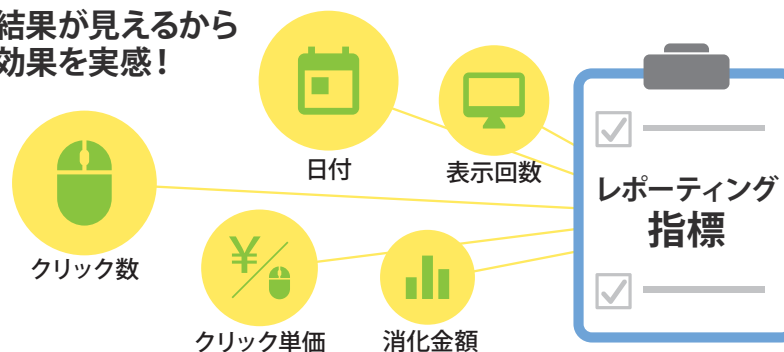 結果が見えるから
効果を実感！
日付
表示回数
クリック数
クリック単価
消化金額
レポーティング
指標